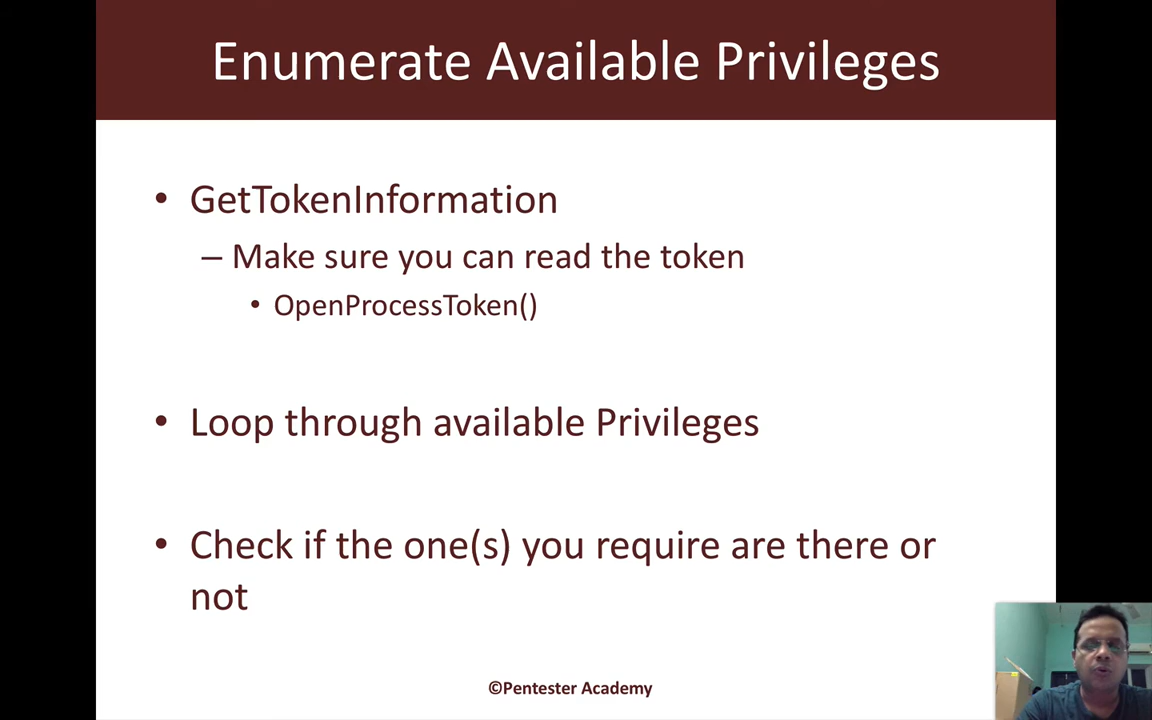 Enumerate Available Privileges
• GetTokenInformation
– Make sure you can read the token
• OpenProcessToken()
• Loop through available Privileges
• Check if the one(s) you require are there or
not
©Pentester Academy